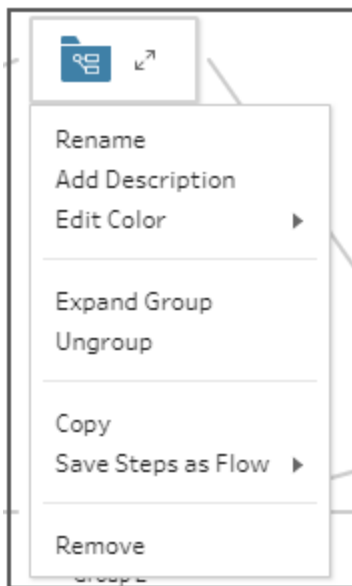 Rename
Add Description
Edit Color
Expand Group
Ungroup
Copy
Save Steps as Flow
Remove